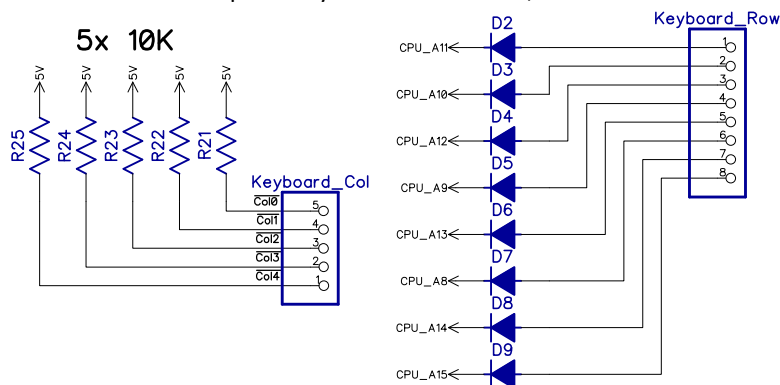 5x 10K
5V 5V 5V 5V 5V
R25 R24 R23 R22 R21
Keyboard_Col
Col0 5
Col1 4
Col2 3
Col3 2
Col4 1
Keyboard_Row
D2
CPU_A11 1
D3
CPU_A10 2
D4
CPU_A12 3
D5
CPU_A9 4
D6
CPU_A13 5
D7
CPU_A8 6
D8
CPU_A14 7
D9
CPU_A15 8